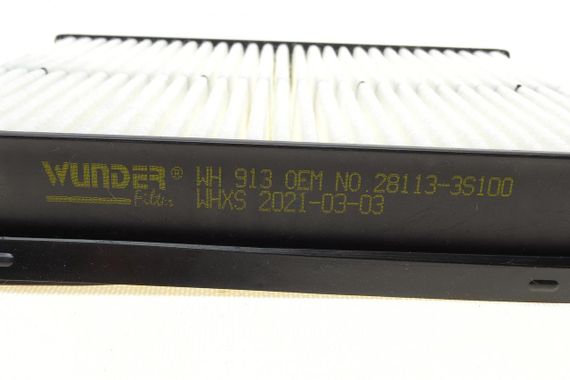 WUNDER® WH 913 OEM NO.28113-3S100
Filter WHXS 2021-03-03